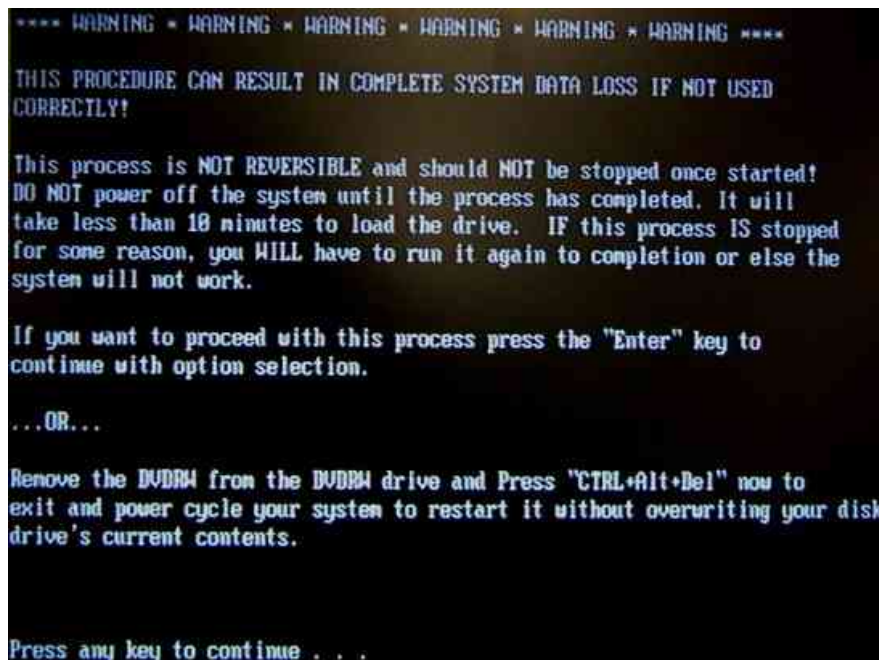 **** WARNING * WARNING * WARNING * WARNING * WARNING ****
THIS PROCEDURE CAN RESULT IN COMPLETE SYSTEM DATA LOSS IF NOT USED
CORRECTLY!
This process is NOT REVERSIBLE and should NOT be stopped once started!
DO NOT power off the system until the process has completed. It will
take less than 10 minutes to load the drive.  IF this process IS stopped
for some reason, you WILL have to run it again to completion or else the
system will not work.
If you want to proceed with this process press the "Enter" key to
continue with option selection.
...OR...
Remove the DVDRW from the DVDRW drive and Press "CTRL+Alt+Del" now to
exit and power cycle your system to restart it without overwriting your disk
drive's current contents.
Press any key to continue . . .